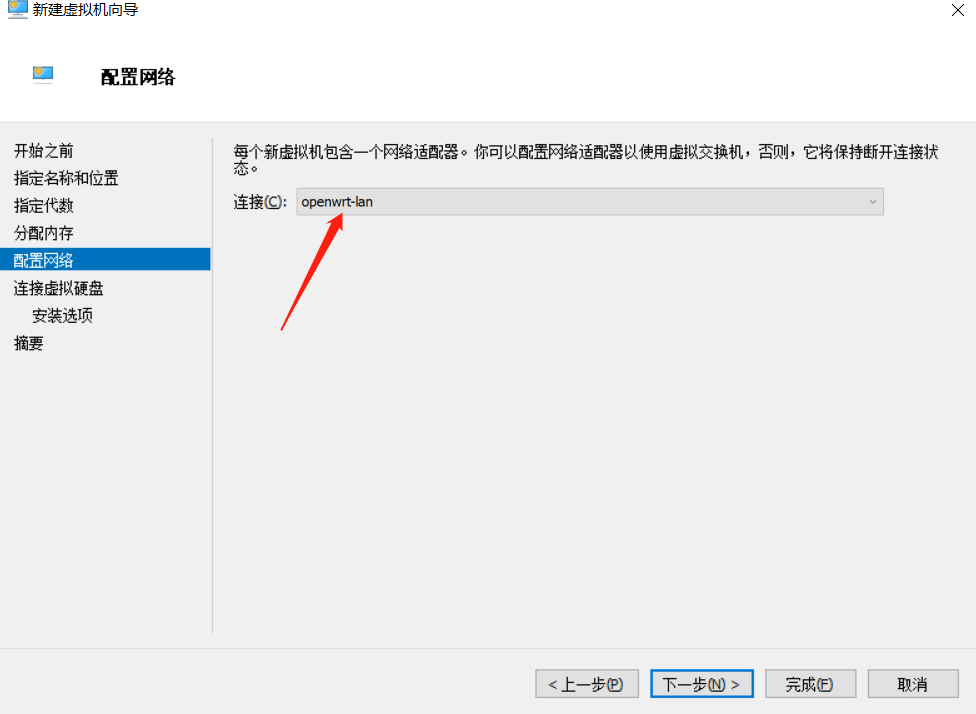 新建虚拟机向导
配置网络
开始之前
指定名称和位置
指定代数
分配内存
配置网络
连接虚拟硬盘
安装选项
摘要
每个新虚拟机包含一个网络适配器。你可以配置网络适配器以使用虚拟交换机，否则，它将保持断开连接状
态。
连接(C): openwrt-lan
< 上一步(P) 下一步(N) > 完成(F) 取消